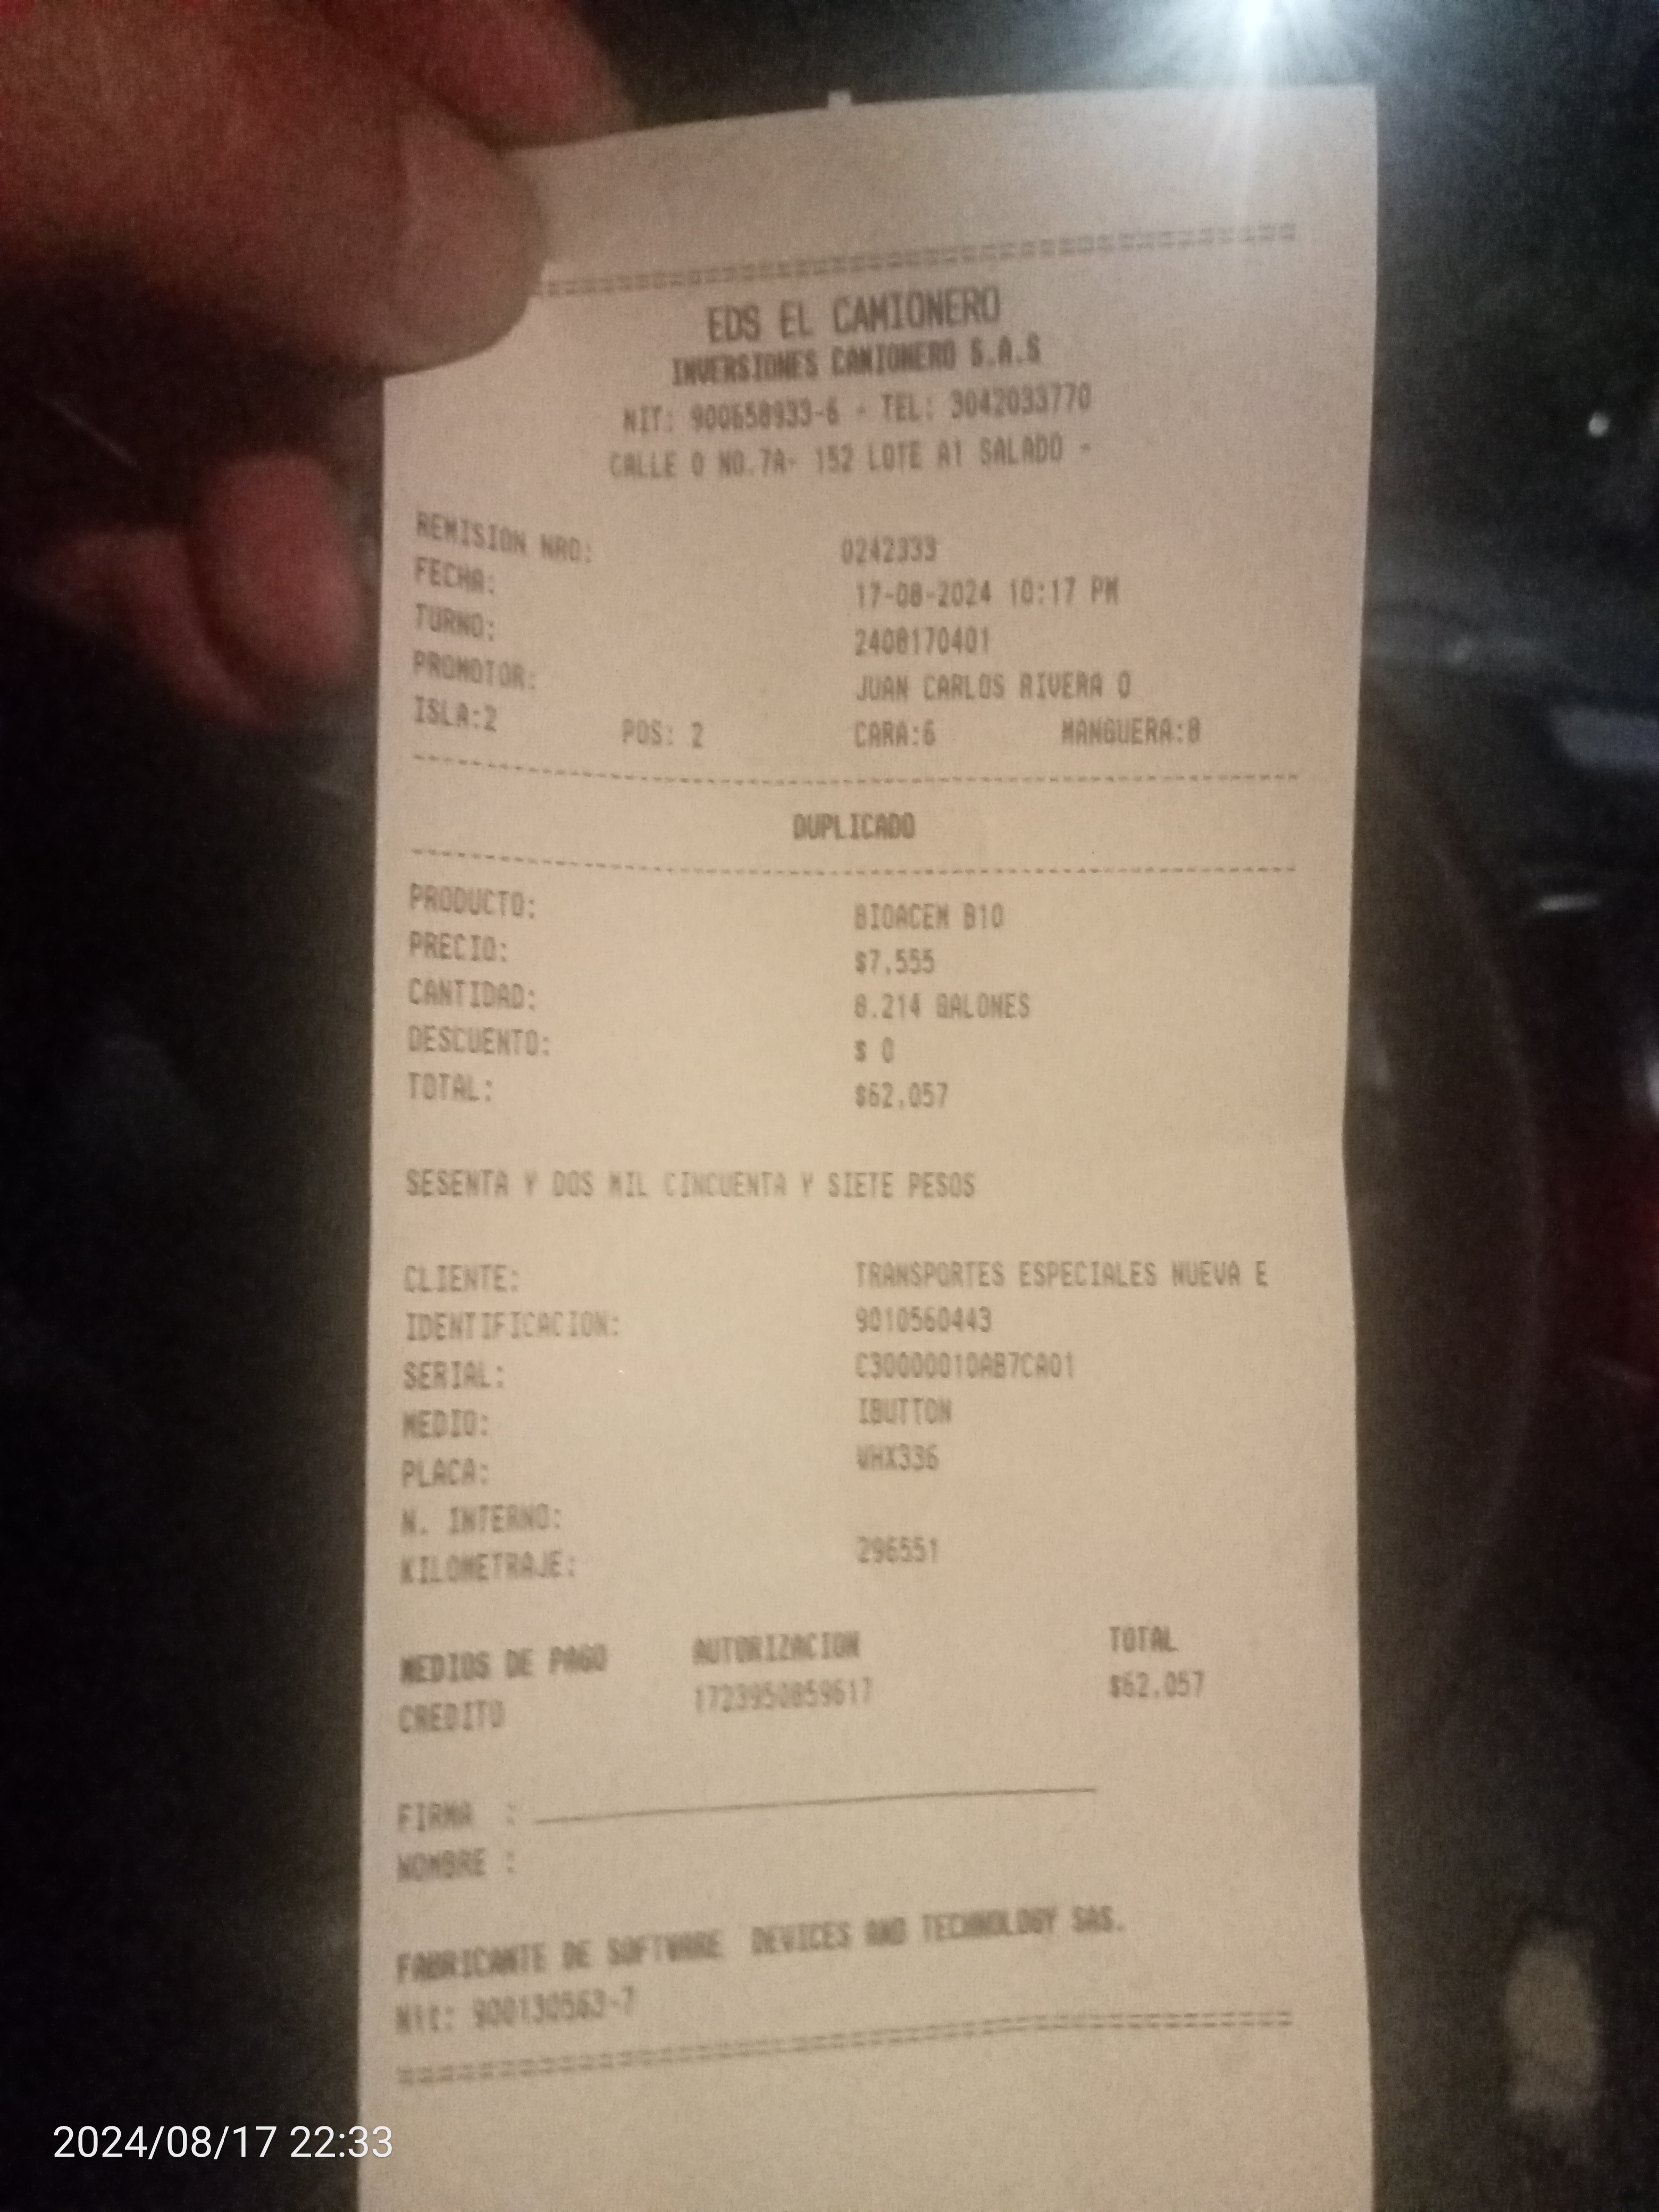 ================================================
EDS EL CAMIONERO
INVERSIONES CAMIONERO S.A.S
NIT: 900658933-6 - TEL: 3042033770
CALLE 0 NO.7A- 152 LOTE A1 SALADO -
REMISION NRO: 0242333
FECHA: 17-08-2024 10:17 PM
TURNO: 2408170401
PROMOTOR: JUAN CARLOS RIVERA O
ISLA:2 POS: 2 CARA:6 MANGUERA:8
------------------------------------------------
DUPLICADO
------------------------------------------------
PRODUCTO: BIOACEM B10
PRECIO: $7.555
CANTIDAD: 8.214 GALONES
DESCUENTO: $ 0
TOTAL: $62.057
SESENTA Y DOS MIL CINCUENTA Y SIETE PESOS
CLIENTE: TRANSPORTES ESPECIALES NUEVA E
IDENTIFICACION: 9010560443
SERIAL: C30000010AB7CA01
MEDIO: IBUTTON
PLACA: WHX336
N. INTERNO:
KILOMETRAJE: 296551
MEDIOS DE PAGO AUTORIZACION TOTAL
CREDITO 1723950859617 $62.057
FIRMA :
NOMBRE :
FABRICANTE DE SOFTWARE DEVICES AND TECHNOLOGY SAS.
Nit: 900130563-7
================================================
2024/08/17 22:33